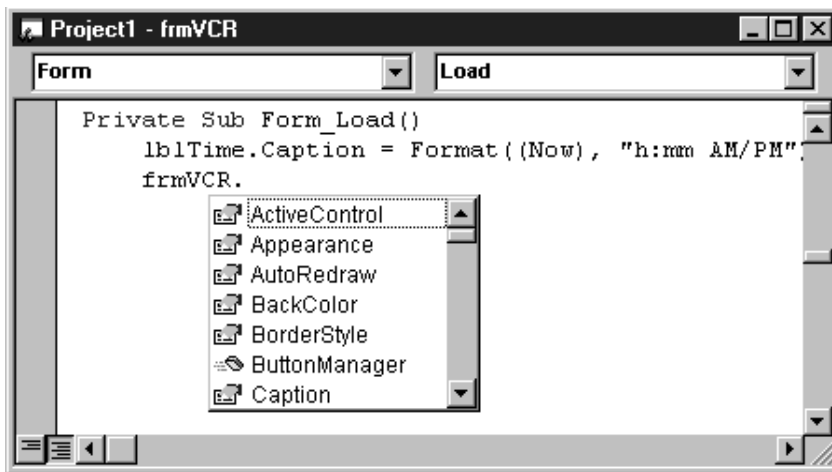 Project1 - frmVCR
Form Load
Private Sub Form_Load()
lblTime.Caption = Format((Now), "h:mm AM/PM")
frmVCR.
ActiveControl
Appearance
AutoRedraw
BackColor
BorderStyle
ButtonManager
Caption